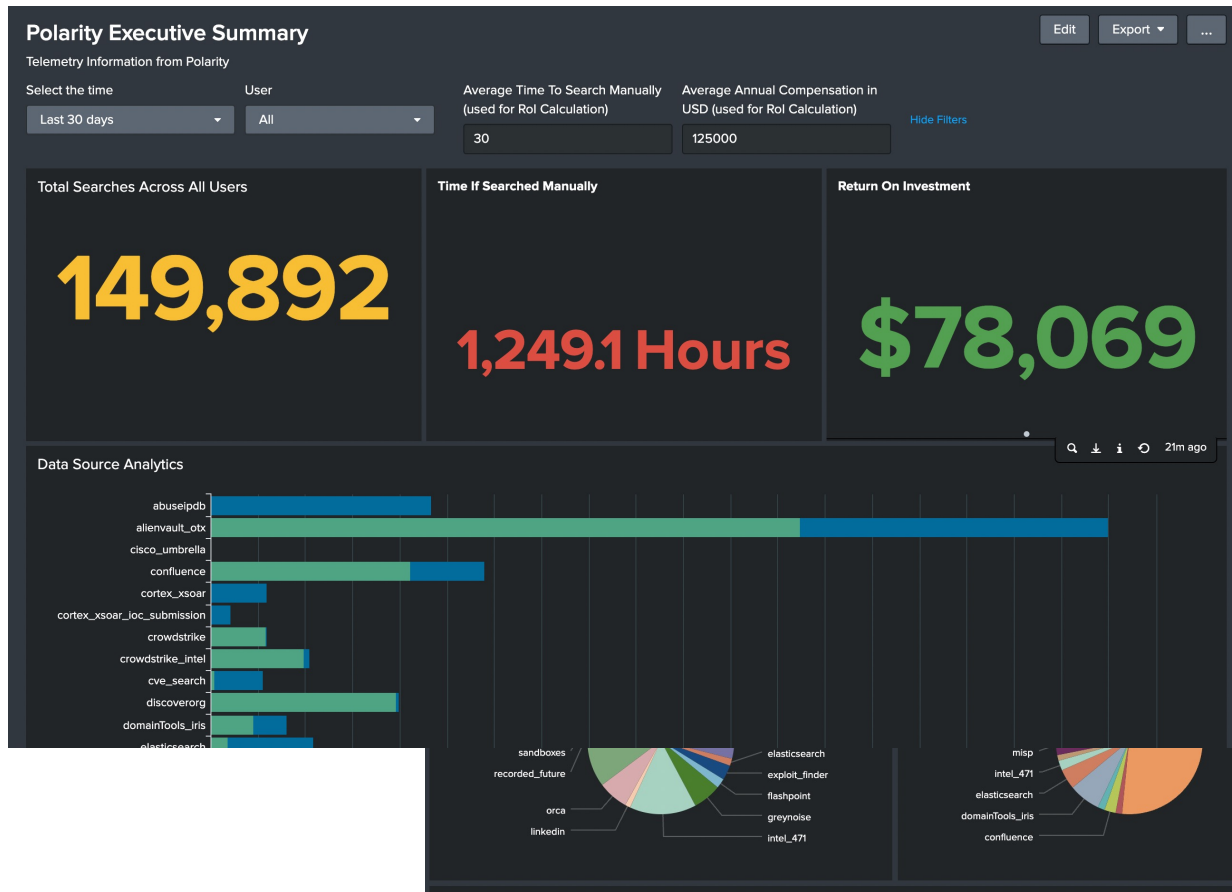 Polarity Executive Summary
Edit
Export
...
Telemetry Information from Polarity
Select the time
User
Average Time To Search Manually
(used for RoI Calculation)
Average Annual Compensation in
USD (used for RoI Calculation)
Last 30 days
All
30
125000
Hide Filters
Total Searches Across All Users
149,892
Time If Searched Manually
1,249.1 Hours
Return On Investment
$78,069
21m ago
Data Source Analytics
abuseipdb
alienvault_otx
cisco_umbrella
confluence
cortex_xsoar
cortex_xsoar_ioc_submission
crowdstrike
crowdstrike_intel
cve_search
discoverorg
domainTools_iris
elasticsearch
sandboxes
recorded_future
orca
linkedin
elasticsearch
exploit_finder
flashpoint
greynoise
intel_471
misp
intel_471
elasticsearch
domainTools_iris
confluence